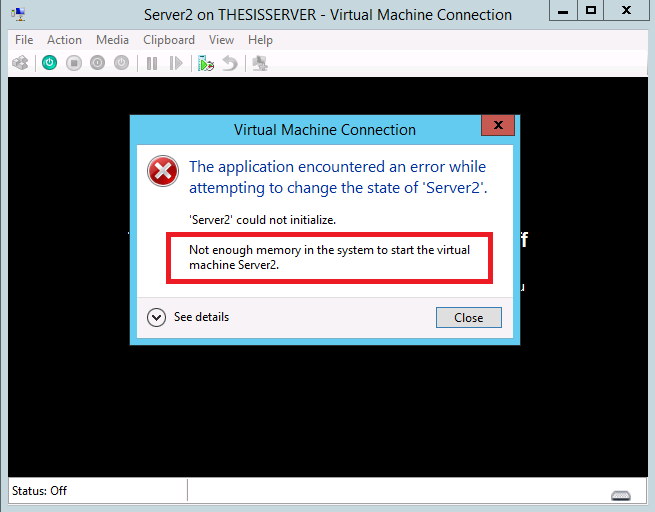 Server2 on THESISSERVER - Virtual Machine Connection
File Action Media Clipboard View Help
Virtual Machine Connection
The application encountered an error while
attempting to change the state of 'Server2'.
'Server2' could not initialize.
Not enough memory in the system to start the virtual
machine Server2.
See details
Close
Status: Off